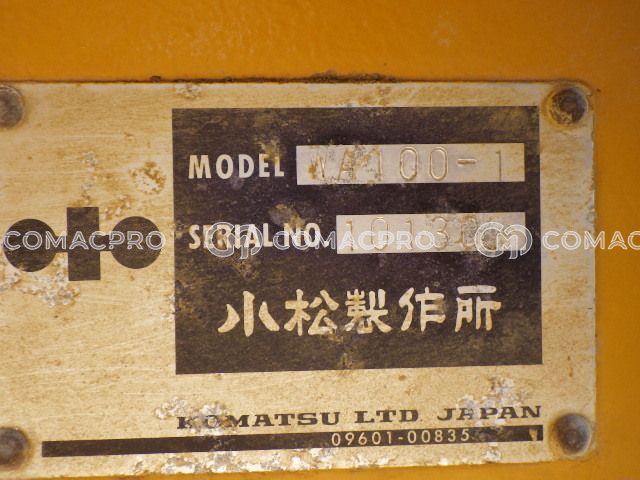 MODEL WA100-1
COMACPRO COMACPRO COMACPRO
SERIAL NO.
小松製作所
KOMATSU LTD JAPAN
09601-00835